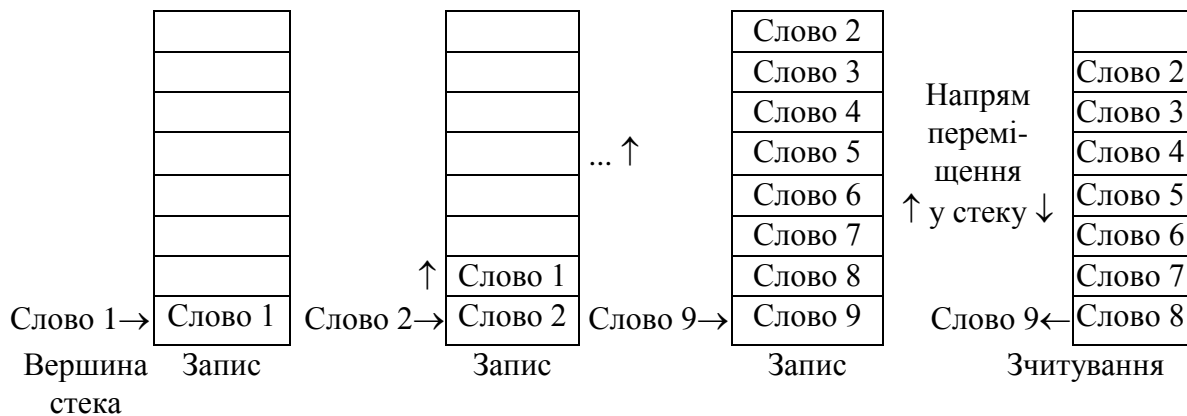 Слово 2
Слово 3 Слово 2
Слово 4 Напрям Слово 3
... ↑ Слово 5 перемі- Слово 4
Слово 6 щення Слово 5
Слово 7 ↑ у стеку ↓ Слово 6
↑ Слово 1 Слово 8 Слово 7
Слово 1→ Слово 1 Слово 2→ Слово 2 Слово 9→ Слово 9 Слово 9← Слово 8
Вершина Запис Запис Запис Зчитування
стека